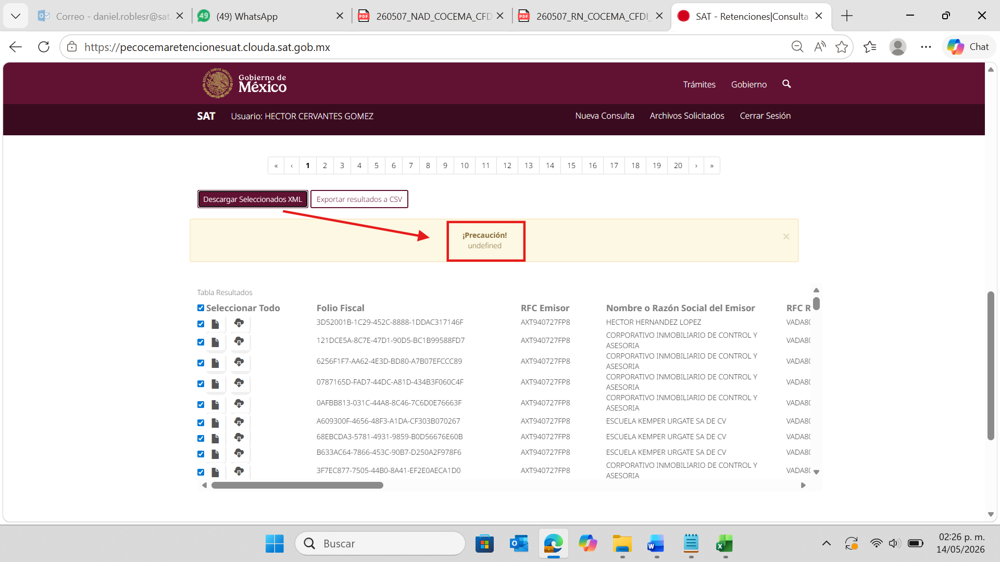 Correo - daniel.roblesr@sat.
(49) WhatsApp
260507_NAD_COCEMA_CFD
260507_RN_COCEMA_CFDI_
SAT - Retenciones|Consulta
https://pecocemaretencionesuat.clouda.sat.gob.mx
Chat
Gobierno de
México
Trámites
Gobierno
SAT
Usuario: HECTOR CERVANTES GOMEZ
Nueva Consulta
Archivos Solicitados
Cerrar Sesión
« ‹ 1 2 3 4 5 6 7 8 9 10 11 12 13 14 15 16 17 18 19 20 › »
Descargar Seleccionados XML
Exportar resultados a CSV
¡Precaución!
undefined
×
Tabla Resultados
Seleccionar Todo Folio Fiscal RFC Emisor Nombre o Razón Social del Emisor RFC R
3D52001B-1C29-452C-8888-1DDAC317146F AXT940727FP8 HECTOR HERNANDEZ LOPEZ VADA80
121DCE5A-8C7E-47D1-90D5-BC1B99588FD7 AXT940727FP8 CORPORATIVO INMOBILIARIO DE CONTROL Y ASESORIA VADA80
6256F1F7-AA62-4E3D-BD80-A7B07EFCCC89 AXT940727FP8 CORPORATIVO INMOBILIARIO DE CONTROL Y ASESORIA VADA80
0787165D-FAD7-44DC-A81D-434B3F060C4F AXT940727FP8 CORPORATIVO INMOBILIARIO DE CONTROL Y ASESORIA VADA80
0AFBB813-031C-44A8-8C46-7C6D0E76663F AXT940727FP8 CORPORATIVO INMOBILIARIO DE CONTROL Y ASESORIA VADA80
A609300F-4656-48F3-A1DA-CF303B070267 AXT940727FP8 ESCUELA KEMPER URGATE SA DE CV VADA80
68EBCDA3-5781-4931-9859-B0D56676E60B AXT940727FP8 ESCUELA KEMPER URGATE SA DE CV VADA80
B633AC64-7866-453C-90B7-D250A2F978F6 AXT940727FP8 ESCUELA KEMPER URGATE SA DE CV VADA80
3F7EC877-7505-44B0-8A41-EF2E0AECA1D0 AXT940727FP8 CORPORATIVO INMOBILIARIO DE CONTROL Y ASESORIA VADA80
Buscar
02:26 p. m.
14/05/2026